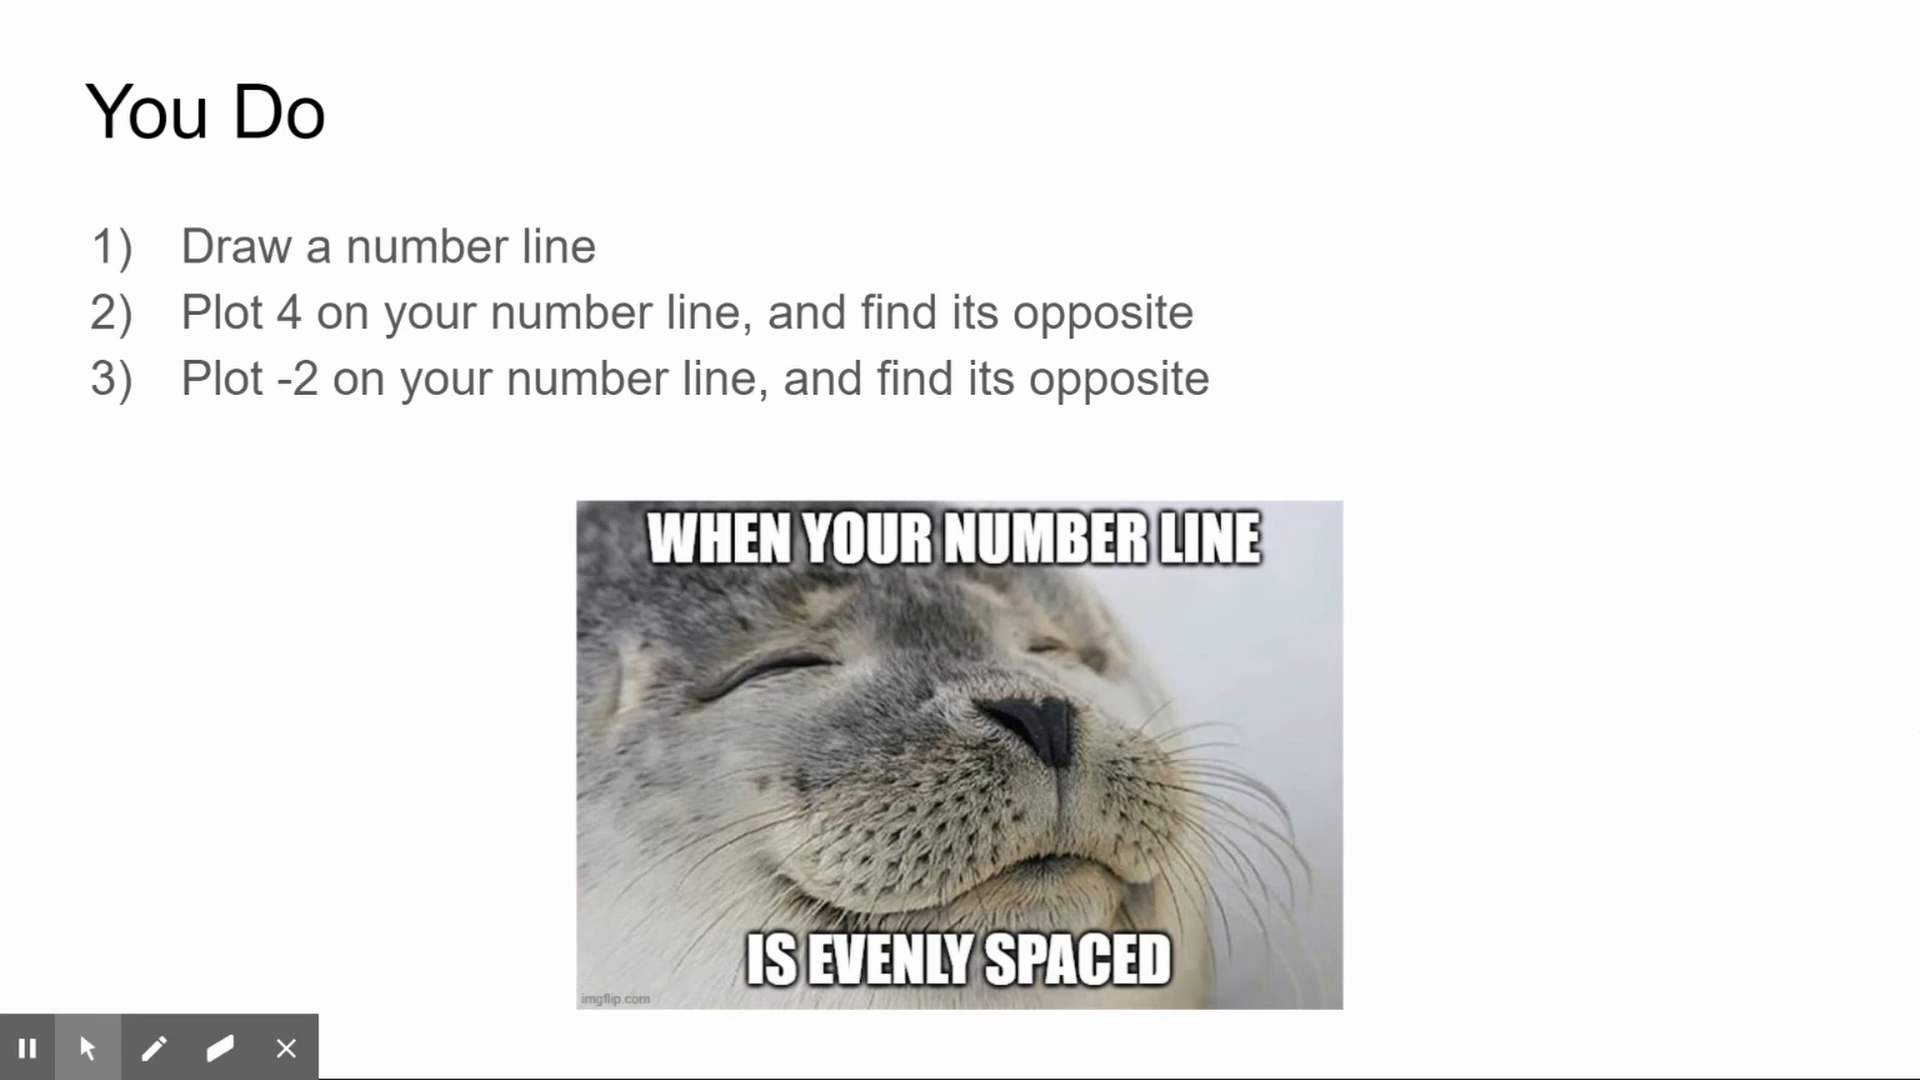 You Do
1) Draw a number line
2) Plot 4 on your number line, and find its opposite
3) Plot -2 on your number line, and find its opposite
WHEN YOUR NUMBER LINE
IS EVENLY SPACED
imgflip.com